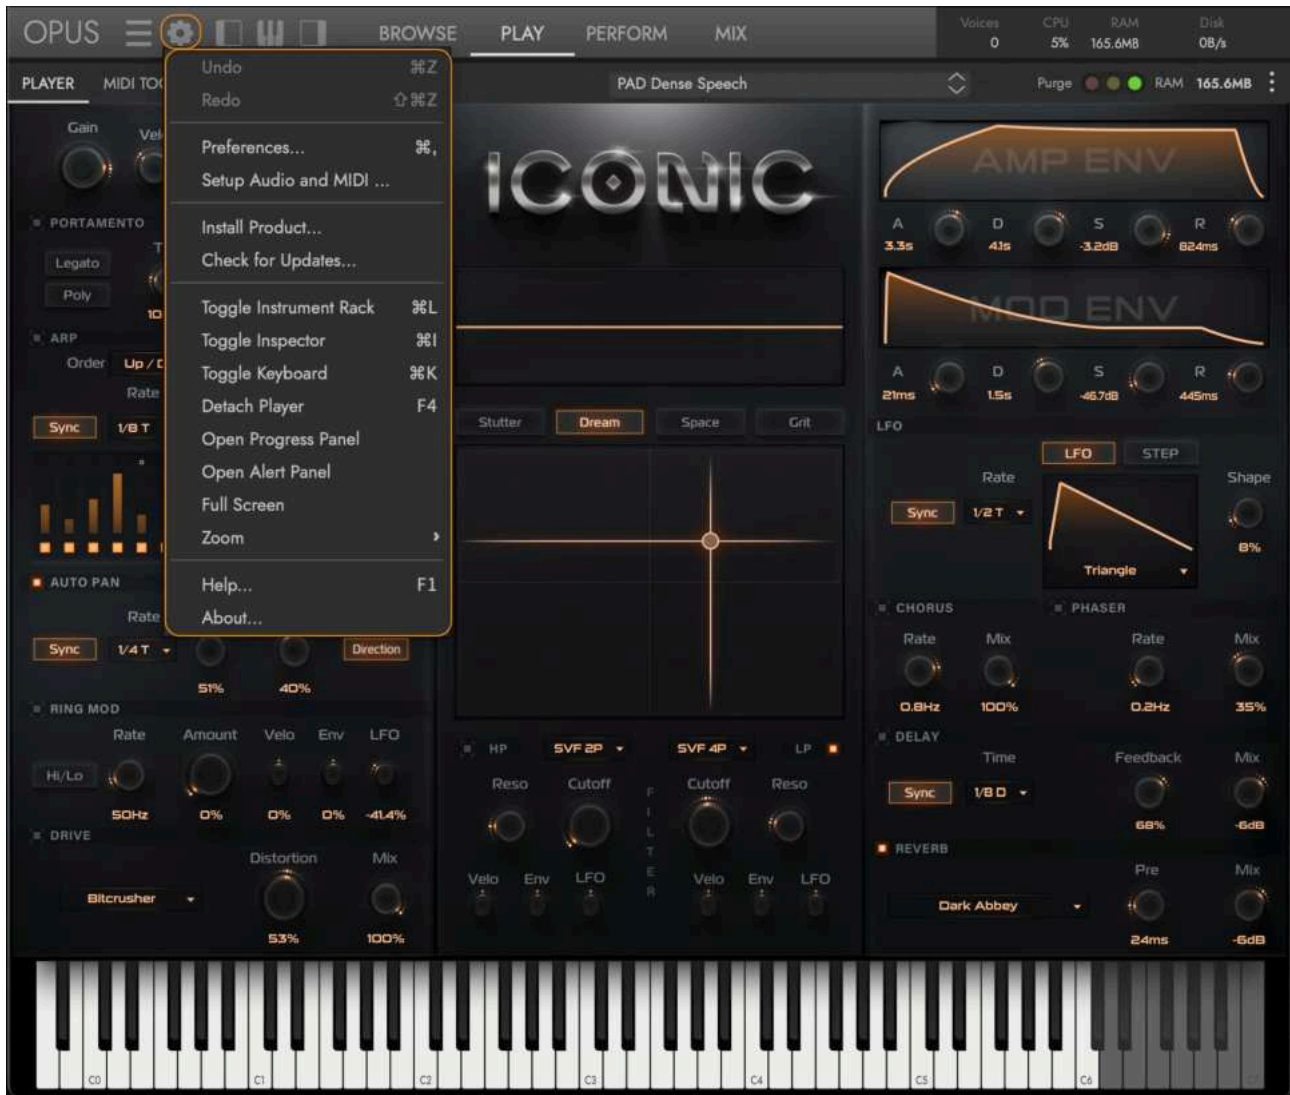 OPUS BROWSE PLAY PERFORM MIX
Voices 0
CPU 5%
RAM 165.6MB
Disk 0B/s
PLAYER MIDI TO
PAD Dense Speech
Purge RAM 165.6MB
Undo ⌘Z
Redo ⇧⌘Z
Preferences... ⌘,
Setup Audio and MIDI ...
Install Product...
Check for Updates...
Toggle Instrument Rack ⌘L
Toggle Inspector ⌘I
Toggle Keyboard ⌘K
Detach Player F4
Open Progress Panel
Open Alert Panel
Full Screen
Zoom
Help... F1
About...
Gain Vel
PORTAMENTO
T
Legato
Poly
10
ARP
Order Up / D
Rate
Sync 1/8 T
AUTO PAN
Rate
Sync 1/4 T Direction
51% 40%
RING MOD
Rate Amount Velo Env LFO
Hi/Lo
50Hz 0% 0% 0% -41.4%
DRIVE
Distortion Mix
Bitcrusher
53% 100%
ICONIC
Stutter Dream Space Grit
HP SVF 2P SVF 4P LP
Reso Cutoff Cutoff Reso
FILTER
Velo Env LFO Velo Env LFO
AMP ENV
A D S R
3.3s 4.1s -3.2dB 824ms
MOD ENV
A D S R
21ms 1.5s -46.7dB 445ms
LFO
LFO STEP
Rate Shape
Sync 1/2 T
8%
Triangle
CHORUS PHASER
Rate Mix Rate Mix
0.8Hz 100% 0.2Hz 35%
DELAY
Time Feedback Mix
Sync 1/8 D
68% -6dB
REVERB
Pre Mix
Dark Abbey
24ms -6dB
C0 C1 C2 C3 C4 C5 C6 C7